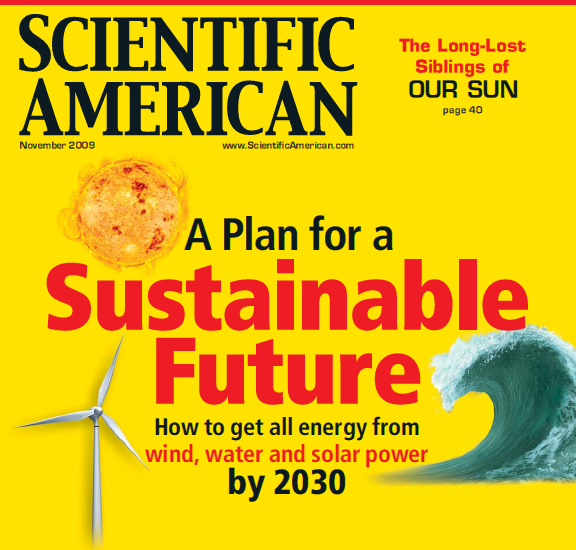 SCIENTIFIC
AMERICAN
November 2009
www.ScientificAmerican.com
The Long-Lost
Siblings of
OUR SUN
page 40
A Plan for a
Sustainable
Future
How to get all energy from
wind, water and solar power
by 2030